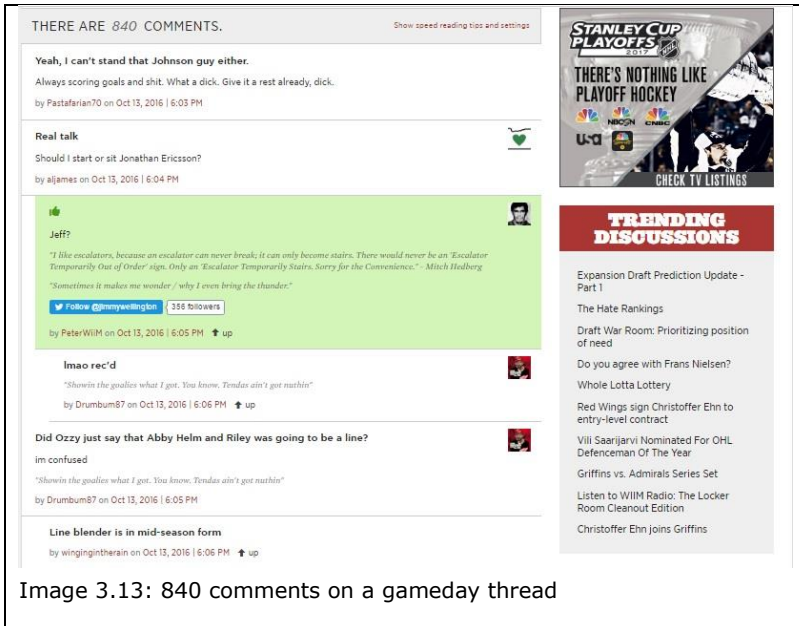 THERE ARE 840 COMMENTS.
Show speed reading tips and settings
Yeah, I can't stand that Johnson guy either.
Always scoring goals and shit. What a dick. Give it a rest already, dick.
by Pastafarian70 on Oct 13, 2016 | 6:03 PM
Real talk
Should I start or sit Jonathan Ericsson?
by aljames on Oct 13, 2016 | 6:04 PM
Jeff?
"I like escalators, because an escalator can never break; it can only become stairs. There would never be an 'Escalator
Temporarily Out of Order' sign. Only an 'Escalator Temporarily Stairs. Sorry for the Convenience." - Mitch Hedberg
"Sometimes it makes me wonder / why I even bring the thunder."
Follow @jimmywellington 356 followers
by PeterWiiM on Oct 13, 2016 | 6:05 PM up
lmao rec'd
"Showin the goalies what I got. You know. Tendas ain't got nuthin"
by Drumbum87 on Oct 13, 2016 | 6:06 PM up
Did Ozzy just say that Abby Helm and Riley was going to be a line?
im confused
"Showin the goalies what I got. You know. Tendas ain't got nuthin"
by Drumbum87 on Oct 13, 2016 | 6:05 PM
Line blender is in mid-season form
by wingingintherain on Oct 13, 2016 | 6:06 PM up
STANLEY CUP
PLAYOFFS
2017 NHL
THERE'S NOTHING LIKE
PLAYOFF HOCKEY
NBCSN CNBC
usa
CHECK TV LISTINGS
TRENDING
DISCUSSIONS
Expansion Draft Prediction Update -
Part 1
The Hate Rankings
Draft War Room: Prioritizing position
of need
Do you agree with Frans Nielsen?
Whole Lotta Lottery
Red Wings sign Christoffer Ehn to
entry-level contract
Vili Saarijarvi Nominated For OHL
Defenceman Of The Year
Griffins vs. Admirals Series Set
Listen to WIIM Radio: The Locker
Room Cleanout Edition
Christoffer Ehn joins Griffins
Image 3.13: 840 comments on a gameday thread